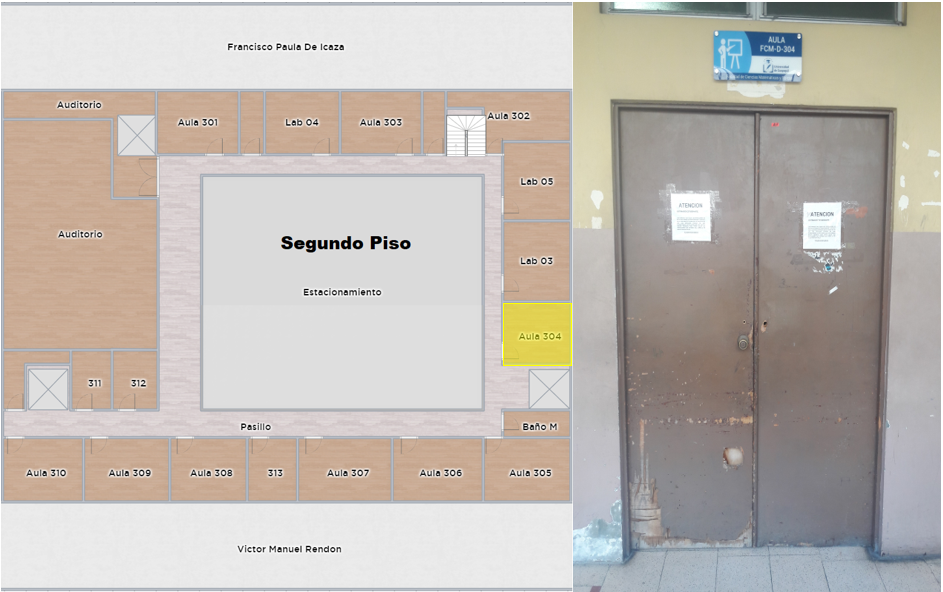 Francisco Paula De Icaza
Auditorio
Aula 301
Lab 04
Aula 303
Aula 302
Lab 05
Auditorio
Segundo Piso
Lab 03
Estacionamiento
Aula 304
311
312
Pasillo
Baño M
Aula 310
Aula 309
Aula 308
313
Aula 307
Aula 306
Aula 305
Victor Manuel Rendon
AULA
FCM-D-304
ATENCION
ATENCION